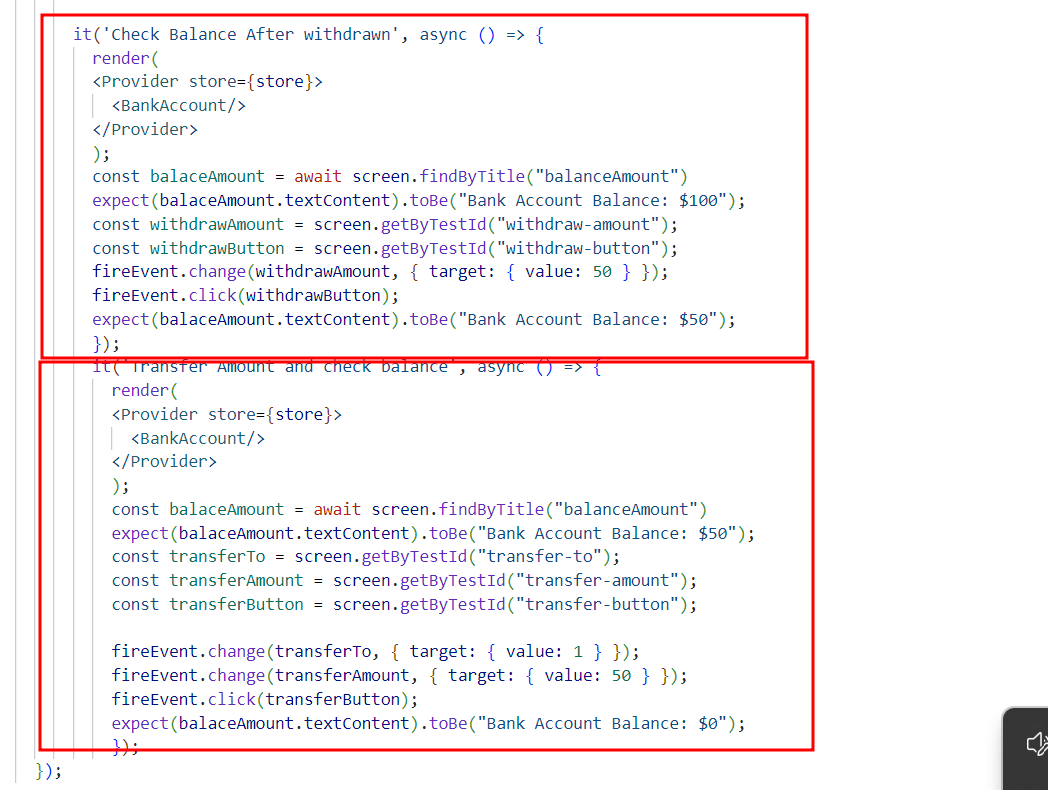 it('Check Balance After withdrawn', async () => {
render(
<Provider store={store}>
<BankAccount/>
</Provider>
);
const balaceAmount = await screen.findByTitle("balanceAmount")
expect(balaceAmount.textContent).toBe("Bank Account Balance: $100");
const withdrawAmount = screen.getByTestId("withdraw-amount");
const withdrawButton = screen.getByTestId("withdraw-button");
fireEvent.change(withdrawAmount, { target: { value: 50 } });
fireEvent.click(withdrawButton);
expect(balaceAmount.textContent).toBe("Bank Account Balance: $50");
});
it('Transfer Amount and check balance', async () => {
render(
<Provider store={store}>
<BankAccount/>
</Provider>
);
const balaceAmount = await screen.findByTitle("balanceAmount")
expect(balaceAmount.textContent).toBe("Bank Account Balance: $50");
const transferTo = screen.getByTestId("transfer-to");
const transferAmount = screen.getByTestId("transfer-amount");
const transferButton = screen.getByTestId("transfer-button");
fireEvent.change(transferTo, { target: { value: 1 } });
fireEvent.change(transferAmount, { target: { value: 50 } });
fireEvent.click(transferButton);
expect(balaceAmount.textContent).toBe("Bank Account Balance: $0");
});
});